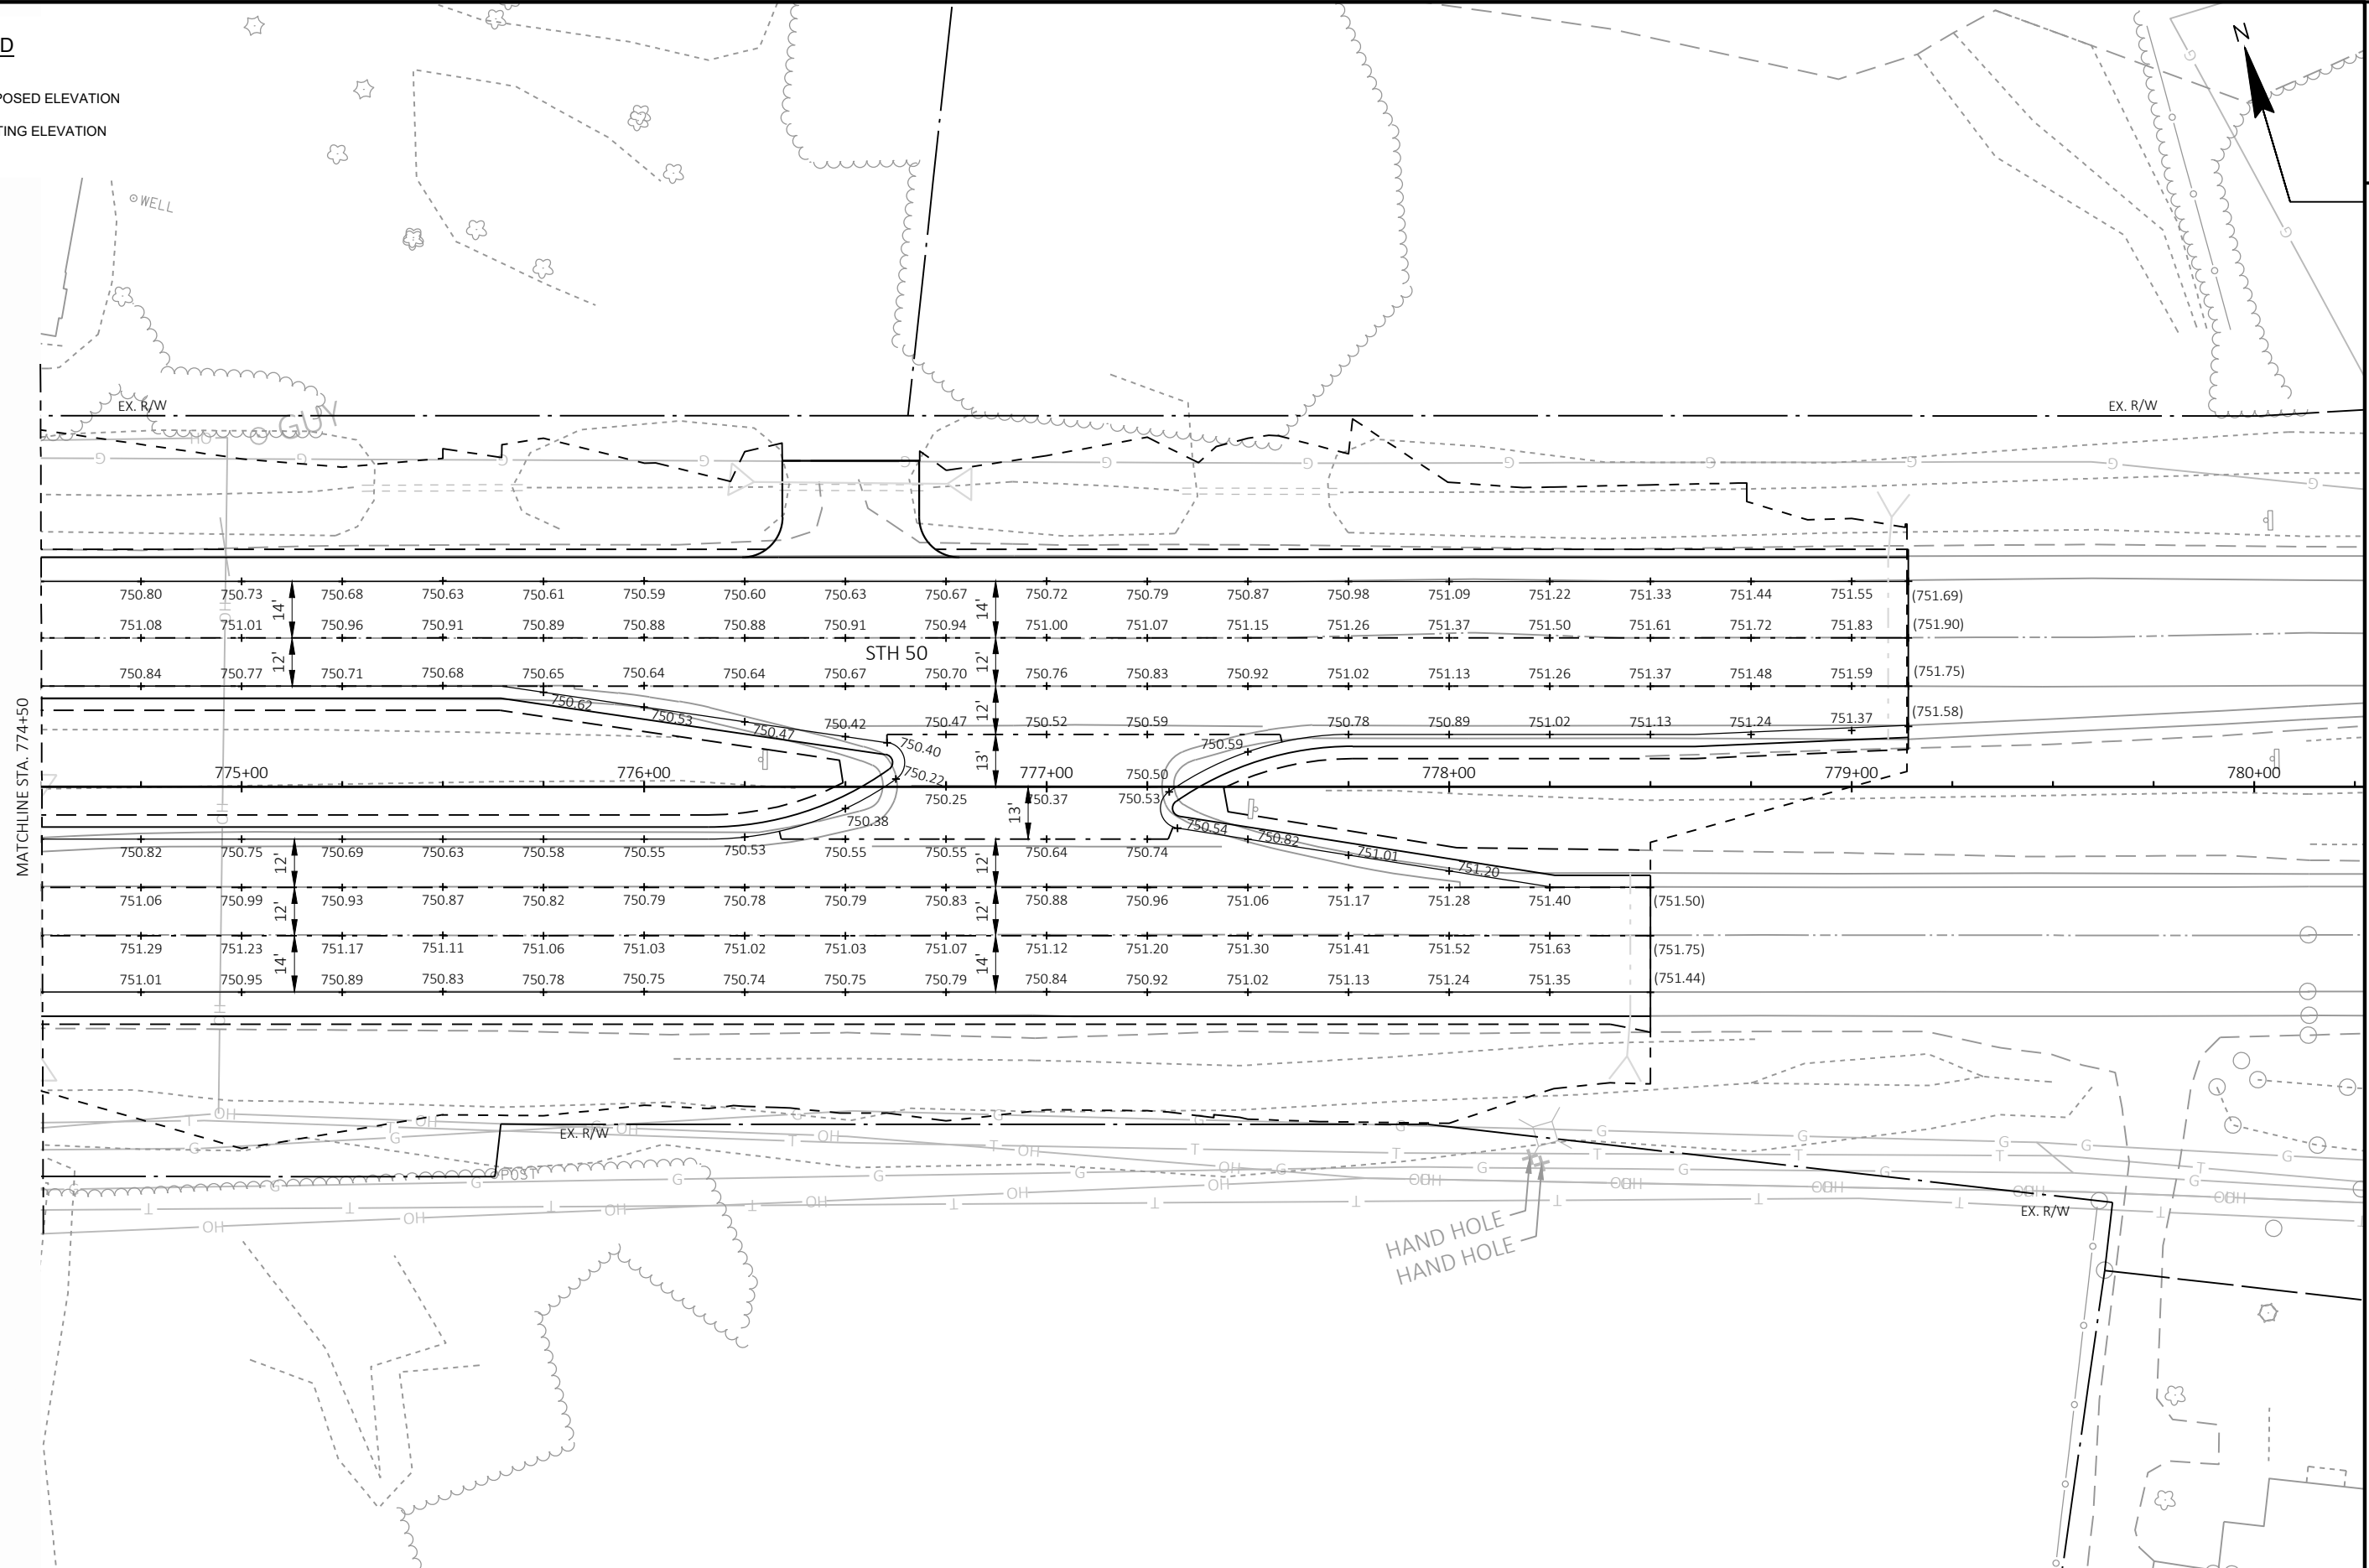 D
POSED ELEVATION
TING ELEVATION
N
WELL
EX. R/W
EX. R/W
GUY
OH
G G G G G G G G G G G G
G
G
750.80 750.73 750.68 750.63 750.61 750.59 750.60 750.63 750.67 750.72 750.79 750.87 750.98 751.09 751.22 751.33 751.44 751.55 (751.69)
14' 14'
751.08 751.01 750.96 750.91 750.89 750.88 750.88 750.91 750.94 751.00 751.07 751.15 751.26 751.37 751.50 751.61 751.72 751.83 (751.90)
STH 50
12' 12'
750.84 750.77 750.71 750.68 750.65 750.64 750.64 750.67 750.70 750.76 750.83 750.92 751.02 751.13 751.26 751.37 751.48 751.59 (751.75)
12'
750.62 750.53 750.47 750.42 750.47 750.52 750.59 750.78 750.89 751.02 751.13 751.24 751.37 (751.58)
750.40 750.59
13'
MATCHLINE STA. 774+50
775+00 776+00 777+00 778+00 779+00 780+00
750.22 750.50
750.25 750.37 750.53
13'
750.38 750.54 750.82 751.01 751.20
750.82 750.75 750.69 750.63 750.58 750.55 750.53 750.55 750.55 750.64 750.74
12' 12'
751.06 750.99 750.93 750.87 750.82 750.79 750.78 750.79 750.83 750.88 750.96 751.06 751.17 751.28 751.40 (751.50)
12' 12'
751.29 751.23 751.17 751.11 751.06 751.03 751.02 751.03 751.07 751.12 751.20 751.30 751.41 751.52 751.63 (751.75)
14' 14'
751.01 750.95 750.89 750.83 750.78 750.75 750.74 750.75 750.79 750.84 750.92 751.02 751.13 751.24 751.35 (751.44)
EX. R/W
POST
HAND HOLE
HAND HOLE
EX. R/W